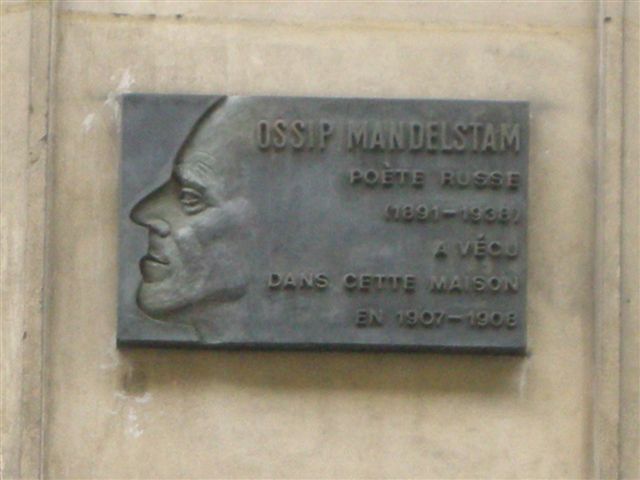 OSSIP MANDELSTAM
POÈTE RUSSE
(1891-1938)
A VÉCU
DANS CETTE MAISON
EN 1907-1908